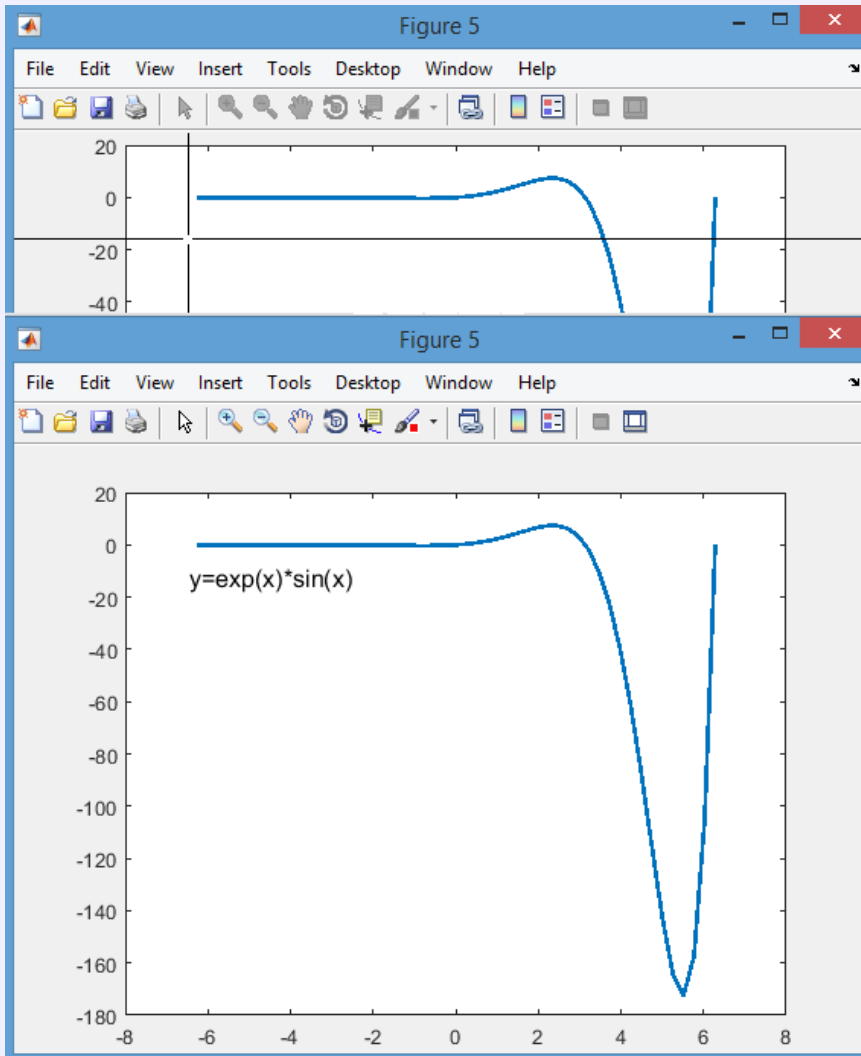 Figure 5
File Edit View Insert Tools Desktop Window Help
20
0
-20
-40
Figure 5
File Edit View Insert Tools Desktop Window Help
20
0
y=exp(x)*sin(x)
-20
-40
-60
-80
-100
-120
-140
-160
-180
-8 -6 -4 -2 0 2 4 6 8